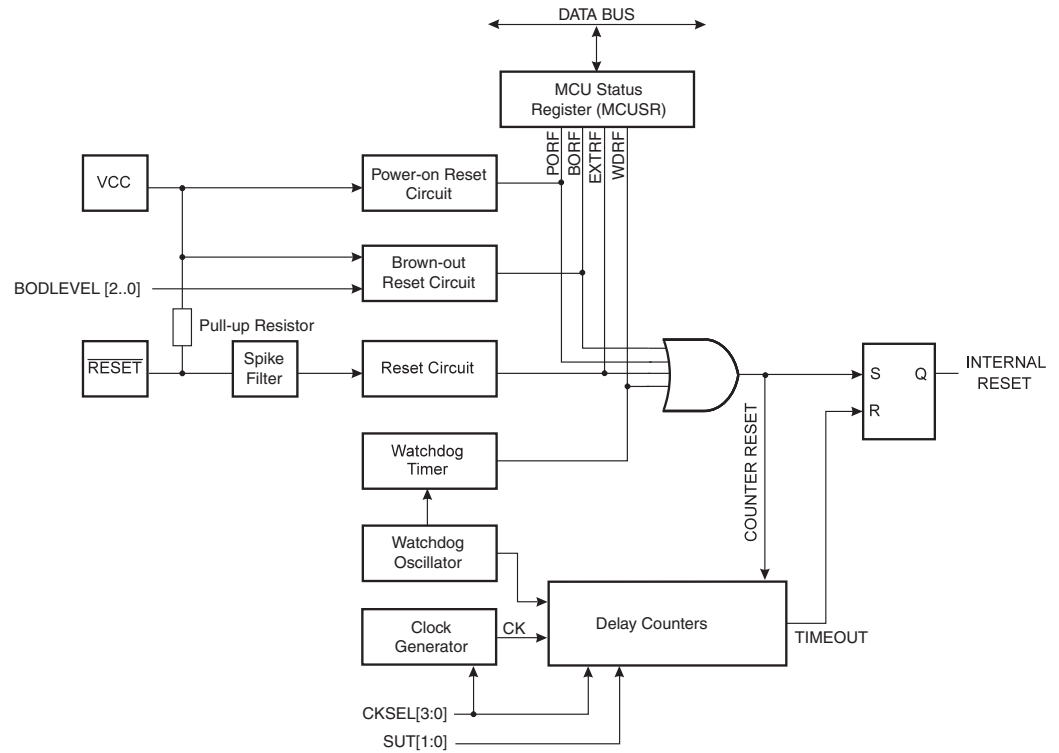 DATA BUS
MCU Status
Register (MCUSR)
PORF
BORF
EXTRF
WDRF
VCC
Power-on Reset
Circuit
Brown-out
Reset Circuit
BODLEVEL [2..0]
Pull-up Resistor
RESET
Spike
Filter
Reset Circuit
S
Q
R
INTERNAL
RESET
Watchdog
Timer
COUNTER RESET
Watchdog
Oscillator
Clock
Generator
CK
Delay Counters
TIMEOUT
CKSEL[3:0]
SUT[1:0]